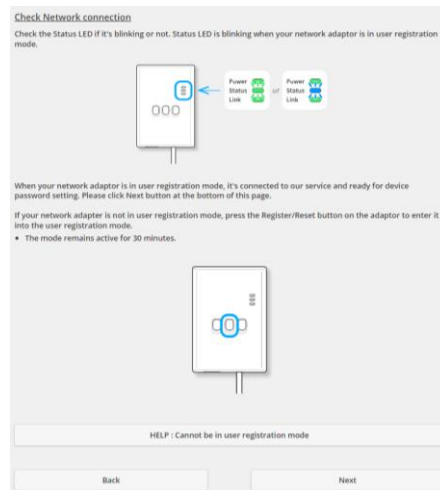 Check Network connection
Check the Status LED if it's blinking or not. Status LED is blinking when your network adaptor is in user registration
mode.
Power
Status
Link
or
Power
Status
Link
When your network adaptor is in user registration mode, it's connected to our service and ready for device
password setting. Please click Next button at the bottom of this page.
If your network adapter is not in user registration mode, press the Register/Reset button on the adaptor to enter it
into the user registration mode.
• The mode remains active for 30 minutes.
HELP : Cannot be in user registration mode
Back
Next